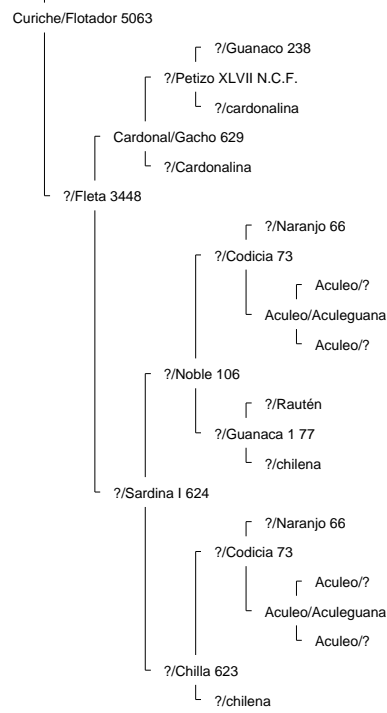 Curiche/Flotador 5063
?/Guanaco 238
?/Petizo XLVII N.C.F.
?/cardonalina
Cardonal/Gacho 629
?/Cardonalina
?/Fleta 3448
?/Naranjo 66
?/Codicia 73
Aculeo/?
Aculeo/Aculeguana
Aculeo/?
?/Noble 106
?/Rautén
?/Guanaca 1 77
?/chilena
?/Sardina I 624
?/Naranjo 66
?/Codicia 73
Aculeo/?
Aculeo/Aculeguana
Aculeo/?
?/Chilla 623
?/chilena